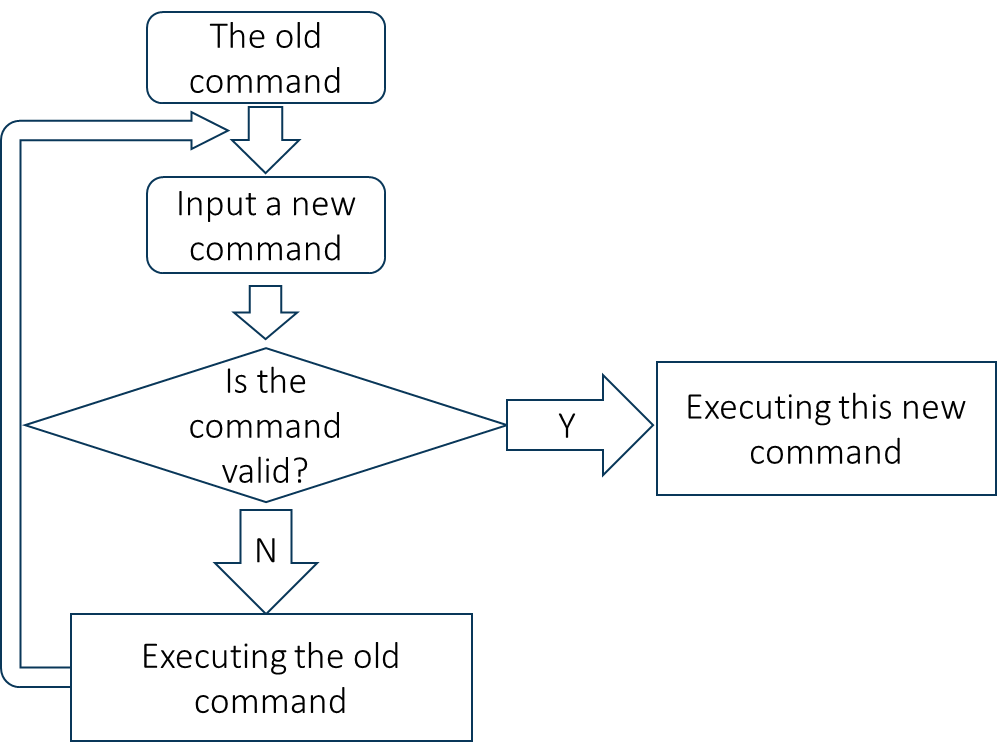 The old
command
Input a new
command
Is the
command
valid?
Y
Executing this new
command
N
Executing the old
command